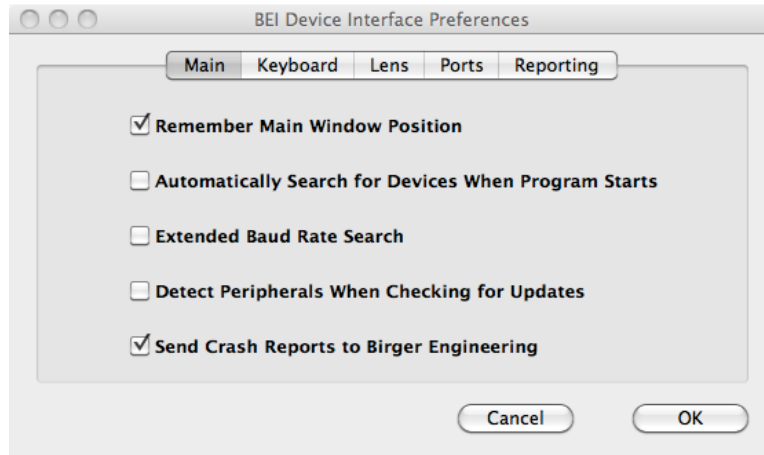 BEI Device Interface Preferences
Main Keyboard Lens Ports Reporting
Remember Main Window Position
Automatically Search for Devices When Program Starts
Extended Baud Rate Search
Detect Peripherals When Checking for Updates
Send Crash Reports to Birger Engineering
Cancel OK